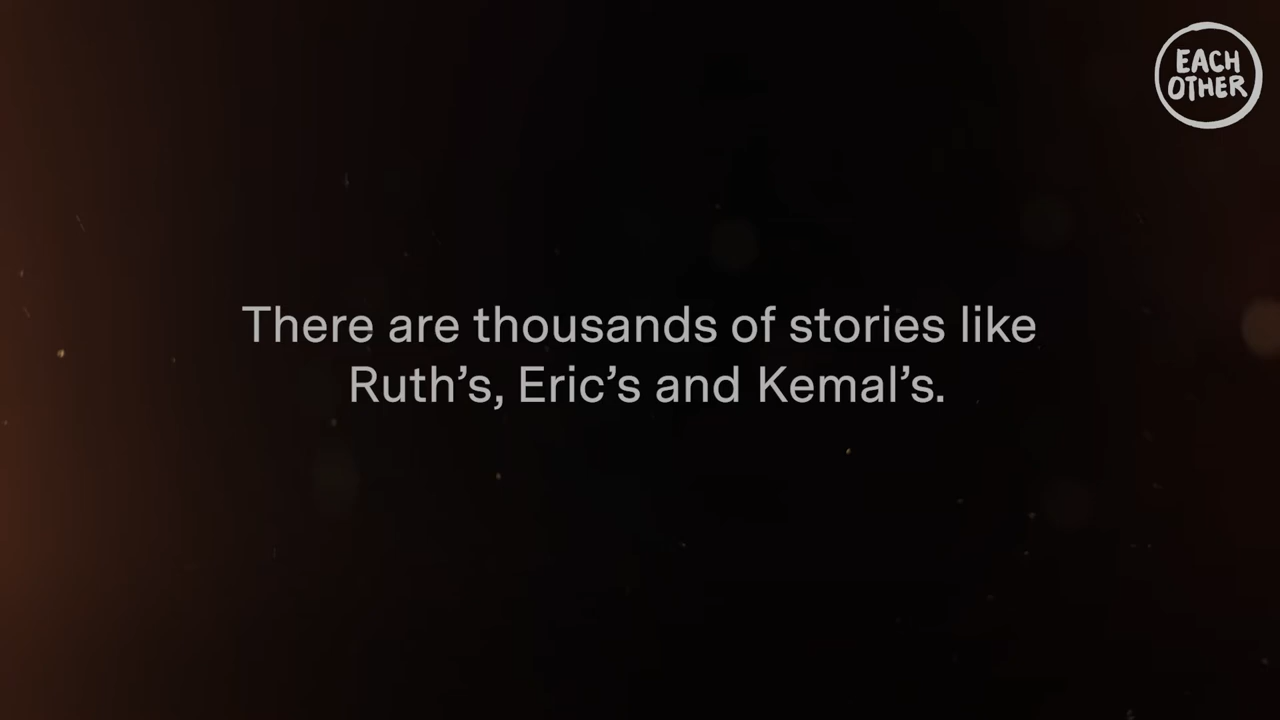 EACH
OTHER
There are thousands of stories like
Ruth’s, Eric’s and Kemal’s.